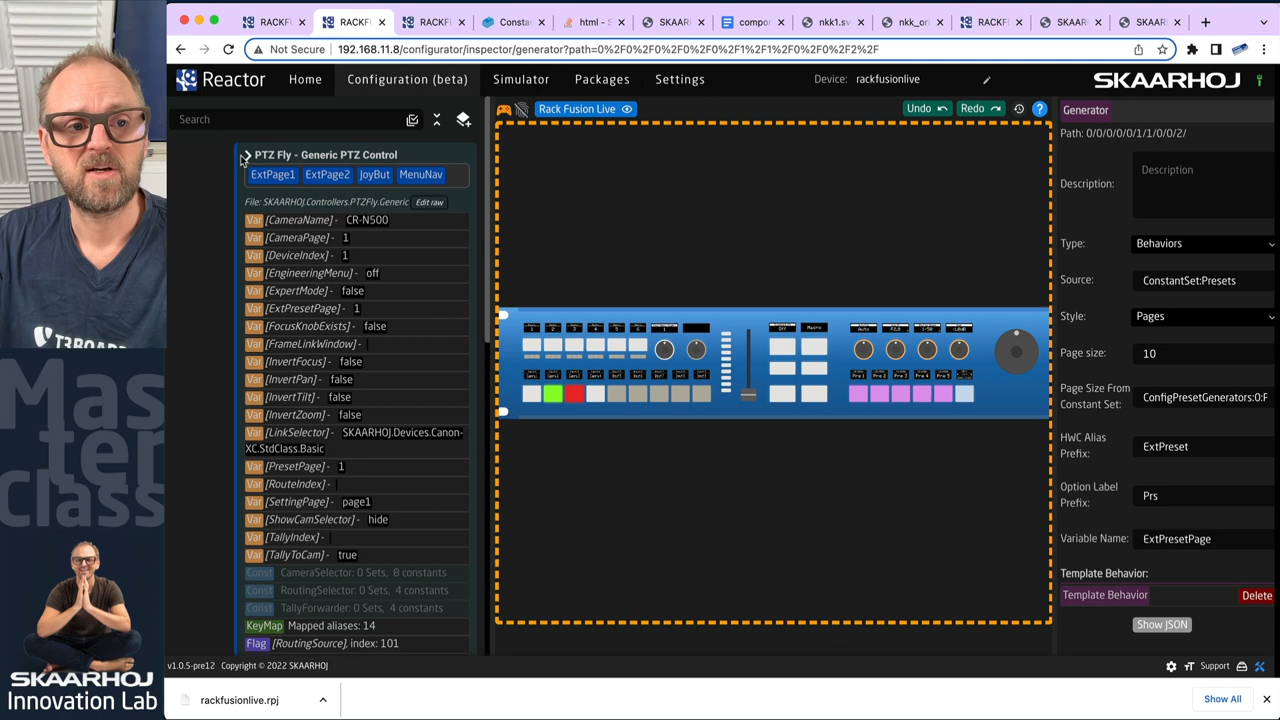 RACKFU
RACKFU
RACKFU
Consta
html - S
SKAAR
compo
nkk1.sv
nkk_ori
RACKFU
SKAAR
SKAAR
Not Secure
192.168.11.8/configurator/inspector/generator?path=0%2F0%2F0%2F0%2F0%2F1%2F1%2F0%2F0%2F2%2F
Reactor
Home
Configuration (beta)
Simulator
Packages
Settings
Device: rackfusionlive
SKAARHOJ
Search
Rack Fusion Live
Undo
Redo
?
PTZ Fly - Generic PTZ Control
ExtPage1 ExtPage2 JoyBut MenuNav
File: SKAARHOJ.Controllers.PTZFly.Generic Edit raw
Var [CameraName] - CR-N500
Var [CameraPage] - 1
Var [DeviceIndex] - 1
Var [EngineeringMenu] - off
Var [ExpertMode] - false
Var [ExtPresetPage] - 1
Var [FocusKnobExists] - false
Var [FrameLinkWindow] -
Var [InvertFocus] - false
Var [InvertPan] - false
Var [InvertTilt] - false
Var [InvertZoom] - false
Var [LinkSelector] - SKAARHOJ.Devices.Canon-
XC.StdClass.Basic
Var [PresetPage] - 1
Var [RouteIndex] -
Var [SettingPage] - page1
Var [ShowCamSelector] - hide
Var [TallyIndex] -
Var [TallyToCam] - true
Const CameraSelector: 0 Sets, 8 constants
Const RoutingSelector: 0 Sets, 4 constants
Const TallyForwarder: 0 Sets, 4 constants
KeyMap Mapped aliases: 14
Flag [RoutingSource], index: 101
Macro
Generator
Path: 0/0/0/0/0/1/1/0/0/2/
Description: Description
Type: Behaviors
Source: ConstantSet:Presets
Style: Pages
Page size: 10
Page Size From
Constant Set: ConfigPresetGenerators:0:F
HWC Alias
Prefix: ExtPreset
Option Label
Prefix: Prs
Variable Name: ExtPresetPage
Template Behavior:
Template Behavior Delete
Show JSON
v1.0.5-pre12 Copyright © 2022 SKAARHOJ
Support
rackfusionlive.rpj
Show All
Mas
ter
Class
SKAARHOJ
Innovation Lab